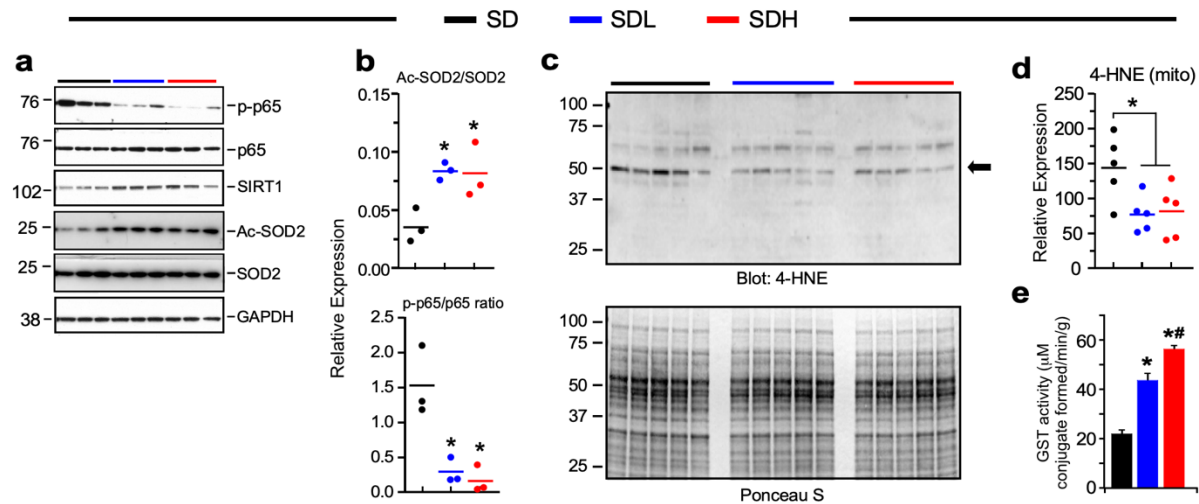 SD SDL SDH
a
76 p-p65
76 p65
102 SIRT1
25 Ac-SOD2
25 SOD2
38 GAPDH
b
Ac-SOD2/SOD2
0.15
0.10
0.05
0.00
* *
p-p65/p65 ratio
2.5
2.0
1.5
1.0
0.5
0.0
* *
Relative Expression
c
100
75
50
37
25
Blot: 4-HNE
100
75
50
37
25
Ponceau S
d
4-HNE (mito)
*
250
200
150
100
50
0
Relative Expression
e
60
40
20
0
* *#
GST activity (µM
conjugate formed/min/g)